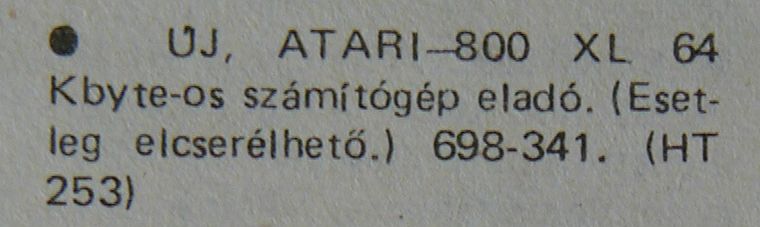 ● ÚJ, ATARI—800 XL 64
Kbyte-os számítógép eladó. (Eset-
leg elcserélhető.) 698-341. (HT
253)